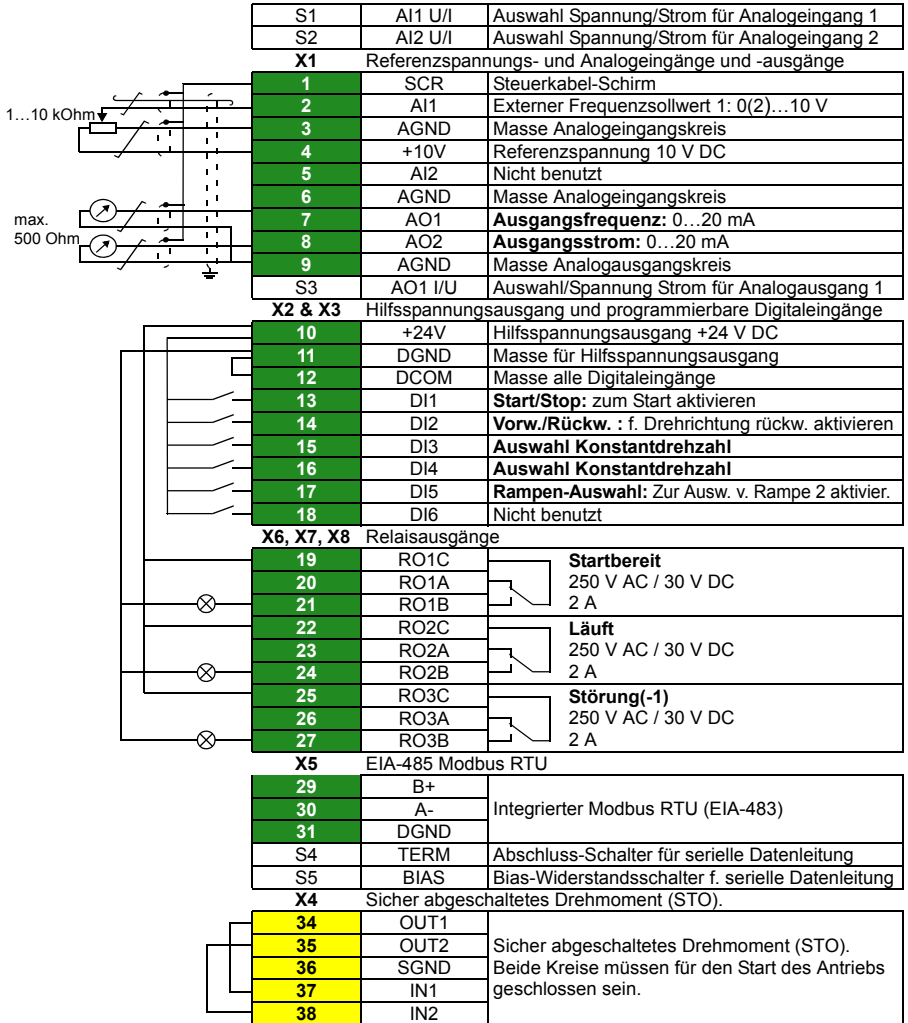 S1 AI1 U/I Auswahl Spannung/Strom für Analogeingang 1
S2 AI2 U/I Auswahl Spannung/Strom für Analogeingang 2
X1 Referenzspannungs- und Analogeingänge und -ausgänge
1 SCR Steuerkabel-Schirm
1…10 kOhm
2 AI1 Externer Frequenzsollwert 1: 0(2)…10 V
3 AGND Masse Analogeingangskreis
4 +10V Referenzspannung 10 V DC
5 AI2 Nicht benutzt
6 AGND Masse Analogeingangskreis
max.
500 Ohm
7 AO1 Ausgangsfrequenz: 0…20 mA
8 AO2 Ausgangsstrom: 0…20 mA
9 AGND Masse Analogausgangskreis
S3 AO1 I/U Auswahl/Spannung Strom für Analogausgang 1
X2 & X3 Hilfsspannungsausgang und programmierbare Digitaleingänge
10 +24V Hilfsspannungsausgang +24 V DC
11 DGND Masse für Hilfsspannungsausgang
12 DCOM Masse alle Digitaleingänge
13 DI1 Start/Stop: zum Start aktivieren
14 DI2 Vorw./Rückw. : f. Drehrichtung rückw. aktivieren
15 DI3 Auswahl Konstantdrehzahl
16 DI4 Auswahl Konstantdrehzahl
17 DI5 Rampen-Auswahl: Zur Ausw. v. Rampe 2 aktivier.
18 DI6 Nicht benutzt
X6, X7, X8 Relaisausgänge
19 RO1C Startbereit
20 RO1A 250 V AC / 30 V DC
21 RO1B 2 A
22 RO2C Läuft
23 RO2A 250 V AC / 30 V DC
24 RO2B 2 A
25 RO3C Störung(-1)
26 RO3A 250 V AC / 30 V DC
27 RO3B 2 A
X5 EIA-485 Modbus RTU
29 B+
30 A- Integrierter Modbus RTU (EIA-483)
31 DGND
S4 TERM Abschluss-Schalter für serielle Datenleitung
S5 BIAS Bias-Widerstandsschalter f. serielle Datenleitung
X4 Sicher abgeschaltetes Drehmoment (STO).
34 OUT1
35 OUT2 Sicher abgeschaltetes Drehmoment (STO).
36 SGND Beide Kreise müssen für den Start des Antriebs
37 IN1 geschlossen sein.
38 IN2